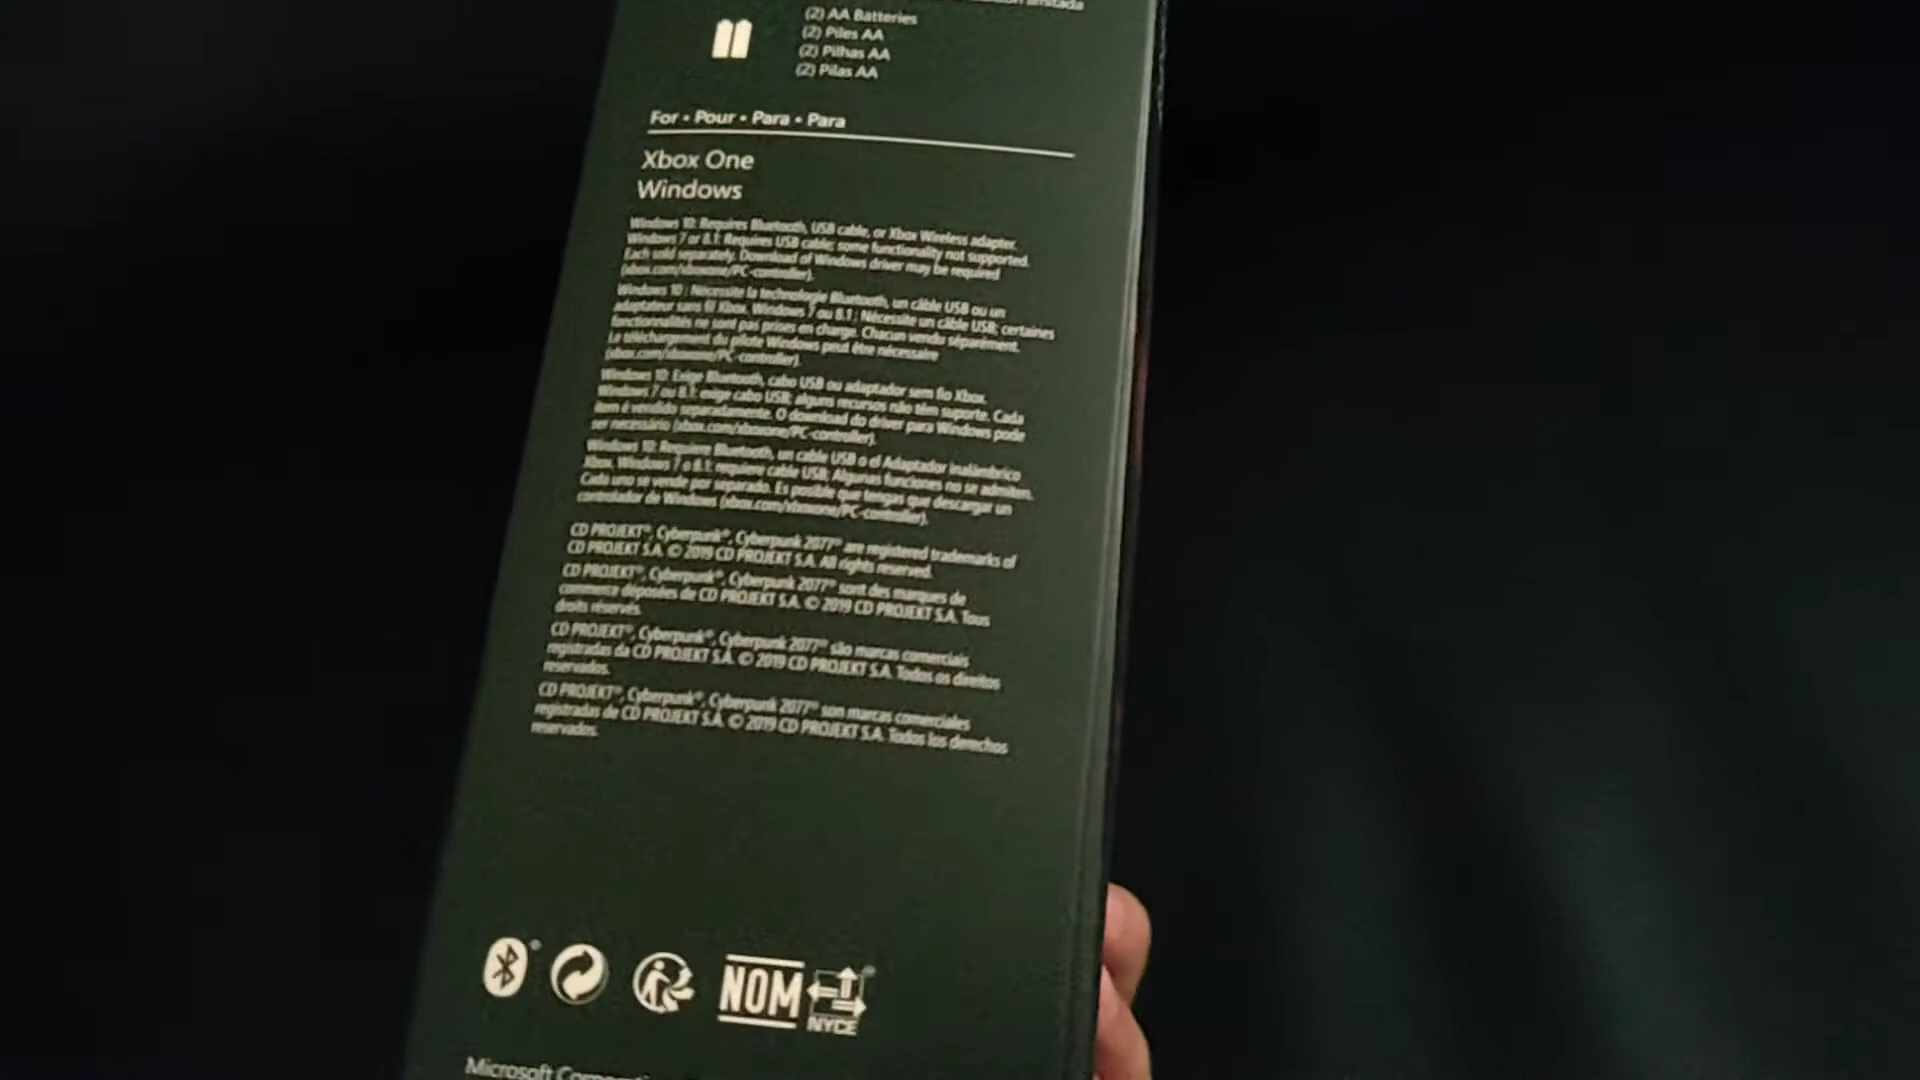 limitada
(2) AA Batteries
(2) Piles AA
(2) Pilhas AA
(2) Pilas AA
For • Pour • Para • Para
Xbox One
Windows
Windows 10: Requires Bluetooth, USB cable, or Xbox Wireless adapter.
Windows 7 or 8.1: Requires USB cable; some functionality not supported.
Each sold separately. Download of Windows driver may be required
(xbox.com/xboxone/PC-controller).
Windows 10 : Nécessite la technologie Bluetooth, un câble USB ou un
adaptateur sans fil Xbox. Windows 7 ou 8.1 : Nécessite un câble USB; certaines
fonctionnalités ne sont pas prises en charge. Chacun vendu séparément.
Le téléchargement du pilote Windows peut être nécessaire
(xbox.com/xboxone/PC-controller).
Windows 10: Exige Bluetooth, cabo USB ou adaptador sem fio Xbox.
Windows 7 ou 8.1: exige cabo USB; alguns recursos não têm suporte. Cada
item é vendido separadamente. O download do driver para Windows pode
ser necessário (xbox.com/xboxone/PC-controller).
Windows 10: Requiere Bluetooth, un cable USB o el Adaptador inalámbrico
Xbox. Windows 7 o 8.1: requiere cable USB; Algunas funciones no se admiten.
Cada uno se vende por separado. Es posible que tengas que descargar un
controlador de Windows (xbox.com/xboxone/PC-controller).
CD PROJEKT®, Cyberpunk®, Cyberpunk 2077® are registered trademarks of
CD PROJEKT S.A. © 2019 CD PROJEKT S.A. All rights reserved.
CD PROJEKT®, Cyberpunk®, Cyberpunk 2077® sont des marques de
commerce déposées de CD PROJEKT S.A. © 2019 CD PROJEKT S.A. Tous
droits réservés.
CD PROJEKT®, Cyberpunk®, Cyberpunk 2077® são marcas comerciais
registradas da CD PROJEKT S.A. © 2019 CD PROJEKT S.A. Todos os direitos
reservados.
CD PROJEKT®, Cyberpunk®, Cyberpunk 2077® son marcas comerciales
registradas de CD PROJEKT S.A. © 2019 CD PROJEKT S.A. Todos los derechos
reservados.
NOM
NYCE
Microsoft